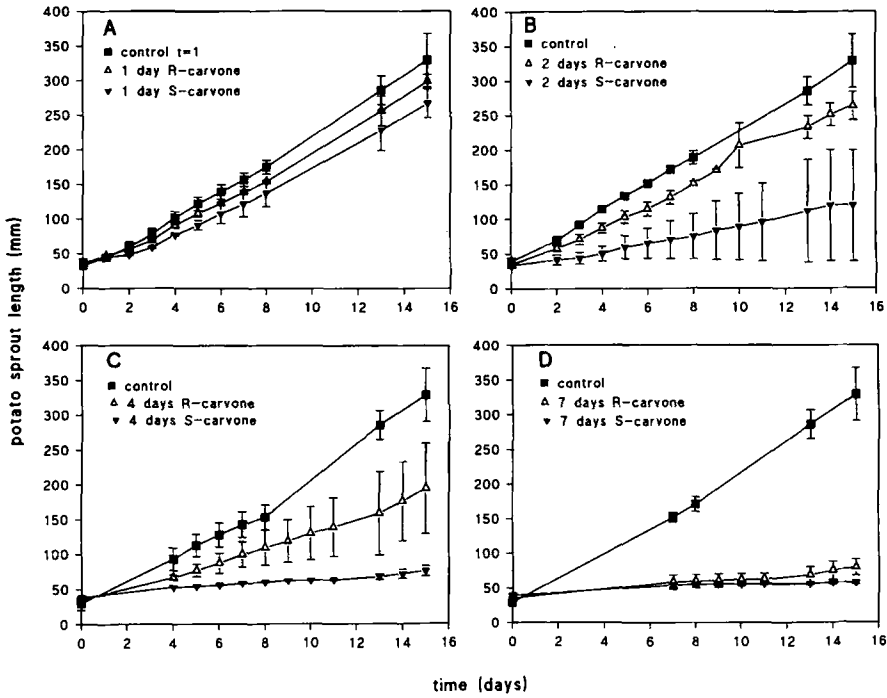 potato sprout length (mm)
A
control t=1
1 day R-carvone
1 day S-carvone
400
350
300
250
200
150
100
50
0
0 2 4 6 8 10 12 14 16
B
control
2 days R-carvone
2 days S-carvone
400
350
300
250
200
150
100
50
0
0 2 4 6 8 10 12 14 16
C
control
4 days R-carvone
4 days S-carvone
400
350
300
250
200
150
100
50
0
0 2 4 6 8 10 12 14 16
D
control
7 days R-carvone
7 days S-carvone
400
350
300
250
200
150
100
50
0
0 2 4 6 8 10 12 14 16
time (days)